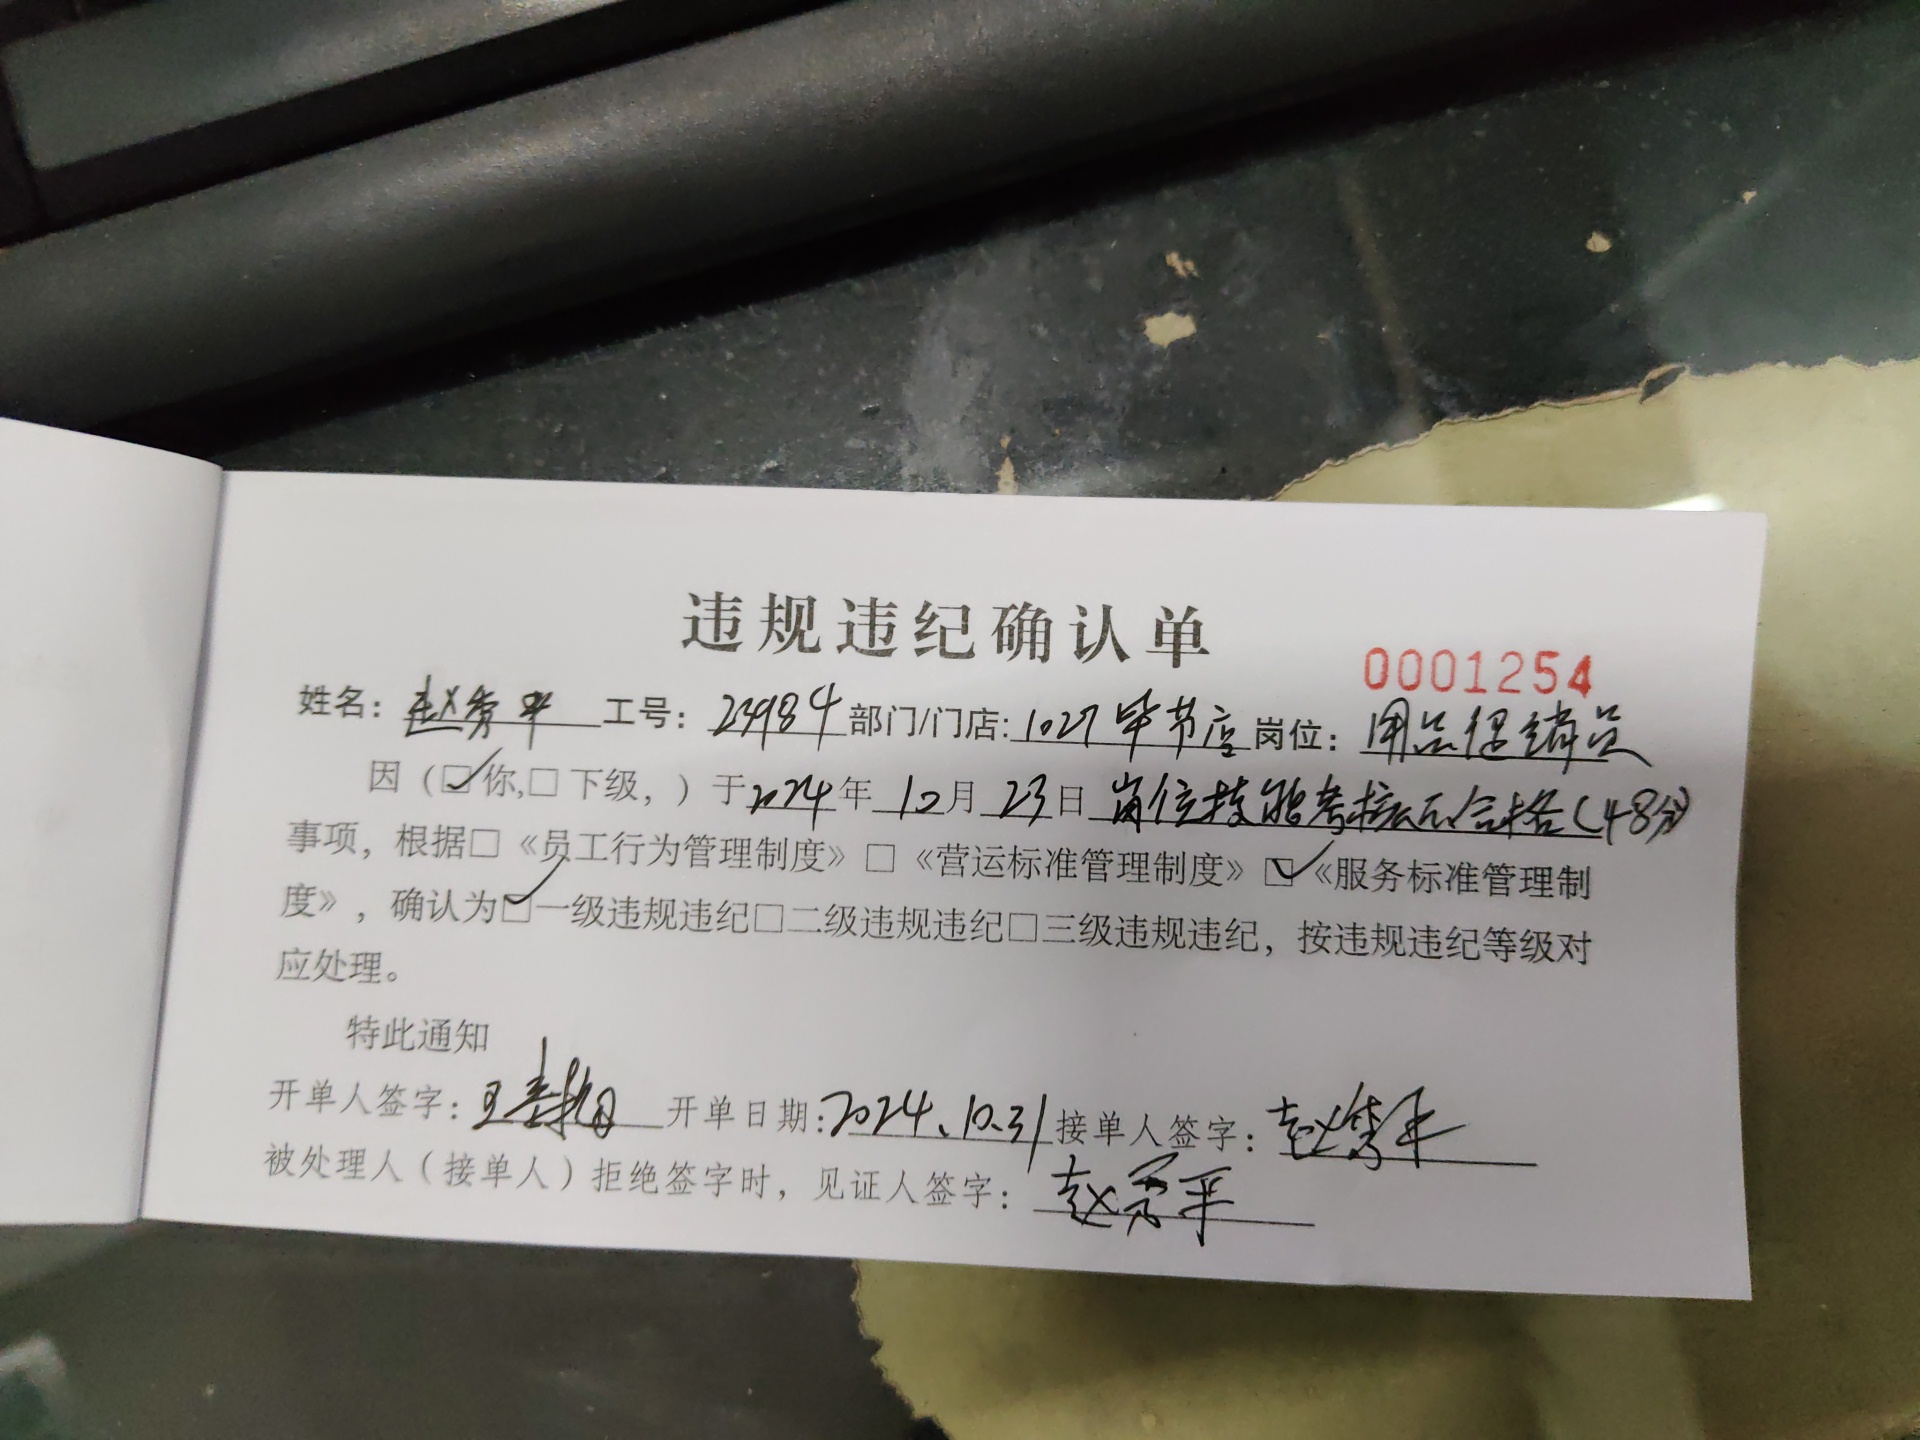 违规违纪确认单
0001254
姓名：赵秀平 工号：23984 部门/门店：1027毕节店 岗位：用品保障员
因（☑你,□下级，）于2024年10月23日 岗位技能考核不合格（48分）
事项，根据□《员工行为管理制度》□《营运标准管理制度》☑《服务标准管理制
度》，确认为☑一级违规违纪□二级违规违纪□三级违规违纪，按违规违纪等级对
应处理。
特此通知
开单人签字：王 开单日期：2024.10.31 接单人签字：赵秀平
被处理人（接单人）拒绝签字时，见证人签字：赵秀平